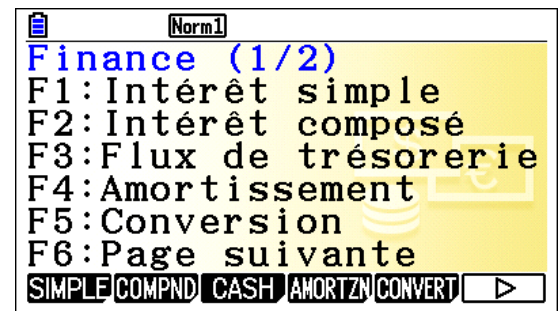 Norm1
Finance (1/2)
F1:Intérêt simple
F2:Intérêt composé
F3:Flux de trésorerie
F4:Amortissement
F5:Conversion
F6:Page suivante
SIMPLE COMPND CASH AMORTZN CONVERT